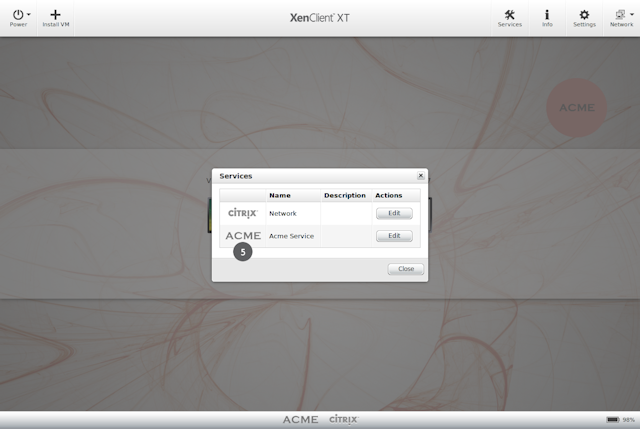 Power
Install VM
XenClient XT
Services
Info
Settings
Network
ACME
Services
Name Description Actions
CITRIX Network Edit
ACME Acme Service Edit
5
Close
ACME CITRIX
98%